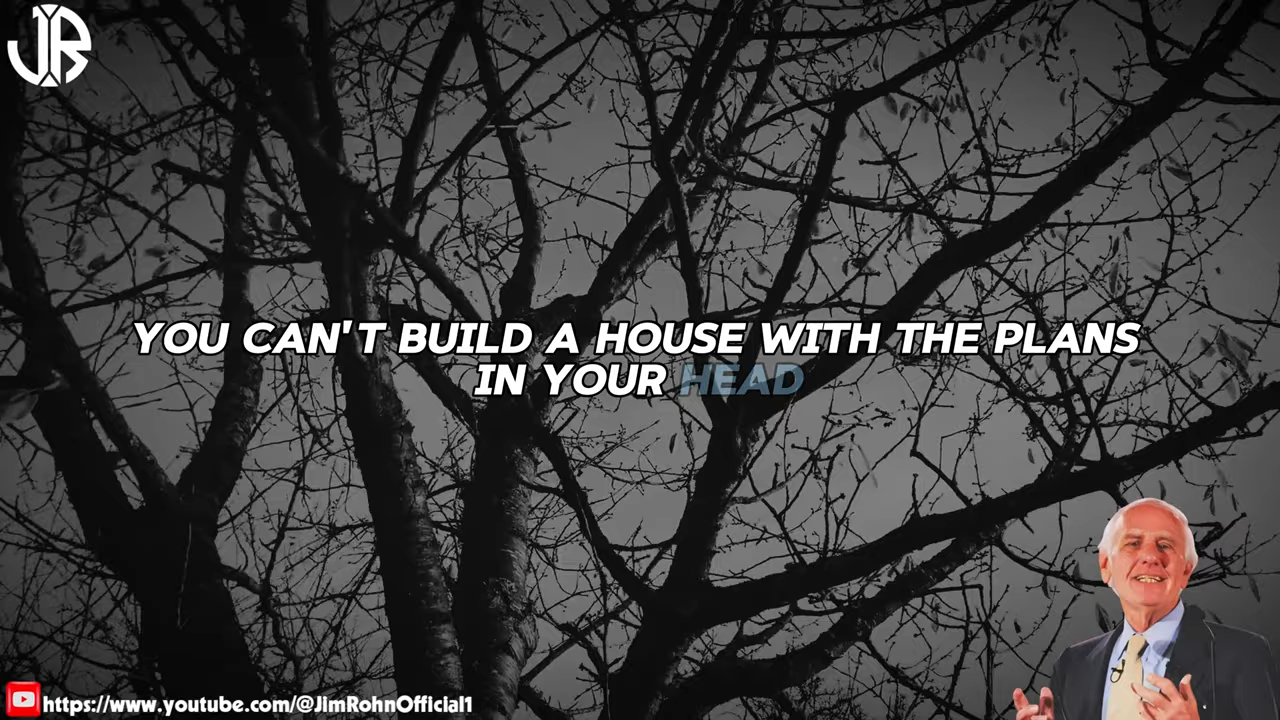 JR
YOU CAN'T BUILD A HOUSE WITH THE PLANS
IN YOUR HEAD
https://www.youtube.com/@JimRohnOfficial1